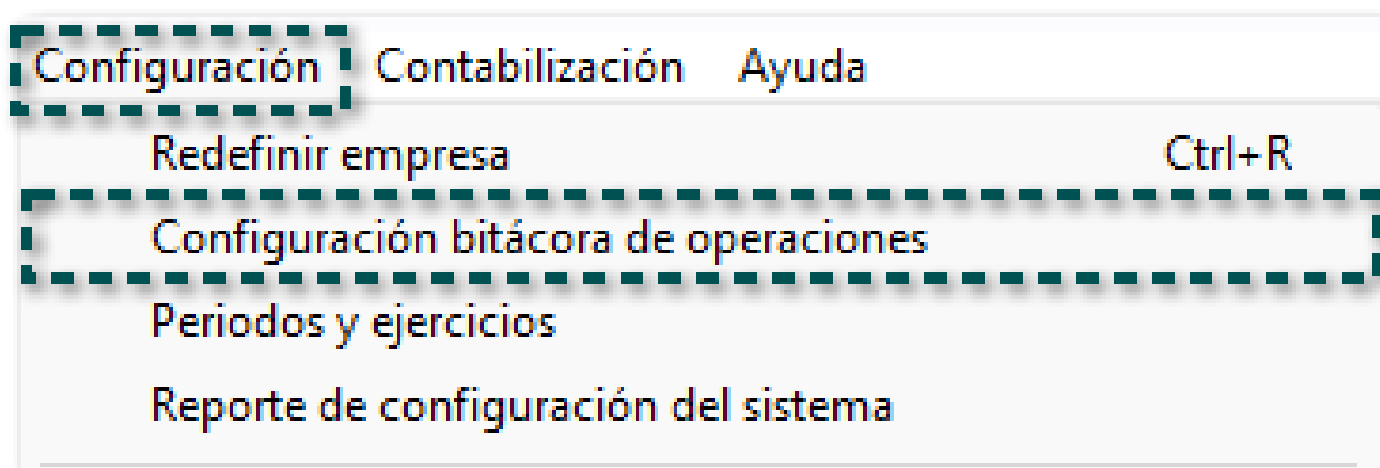 Configuración Contabilización Ayuda
Redefinir empresa Ctrl+R
Configuración bitácora de operaciones
Periodos y ejercicios
Reporte de configuración del sistema